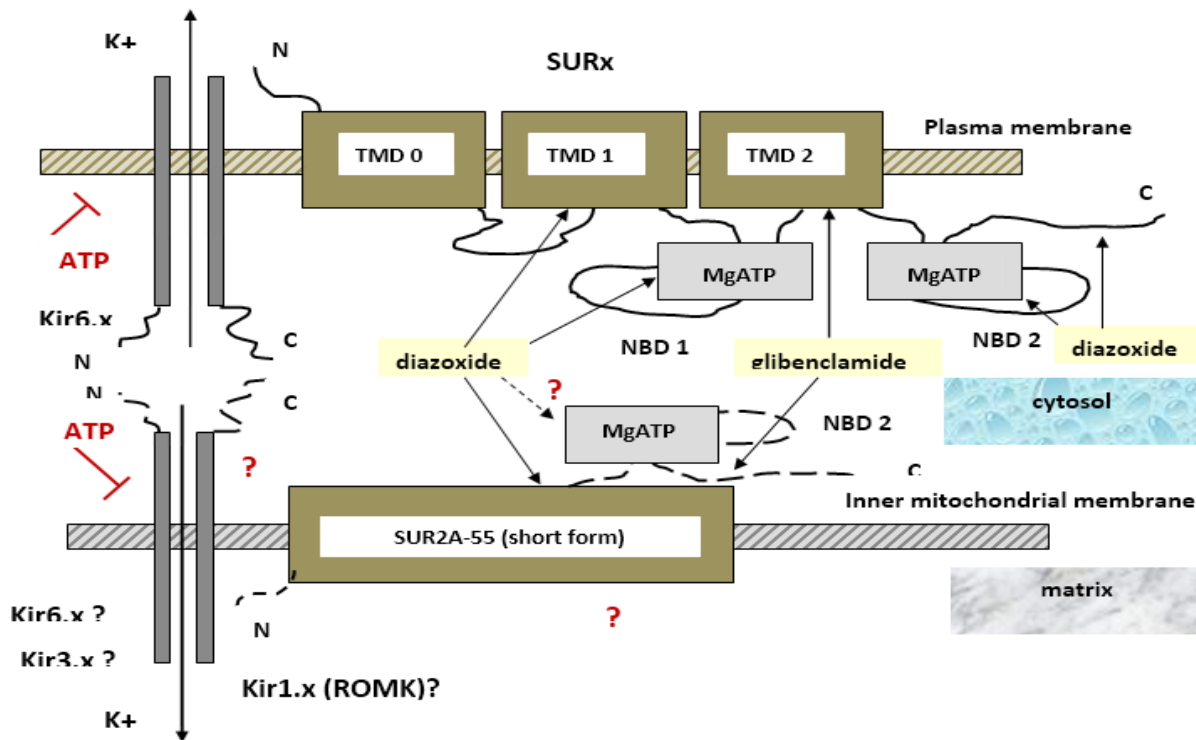 K+
N
SURx
Plasma membrane
TMD 0
TMD 1
TMD 2
C
ATP
MgATP
MgATP
Kir6.x
N
C
NBD 1
NBD 2
diazoxide
glibenclamide
diazoxide
?
cytosol
N
C
ATP
MgATP
NBD 2
?
C
Inner mitochondrial membrane
SUR2A-55 (short form)
matrix
Kir6.x ?
N
?
Kir3.x ?
Kir1.x (ROMK)?
K+